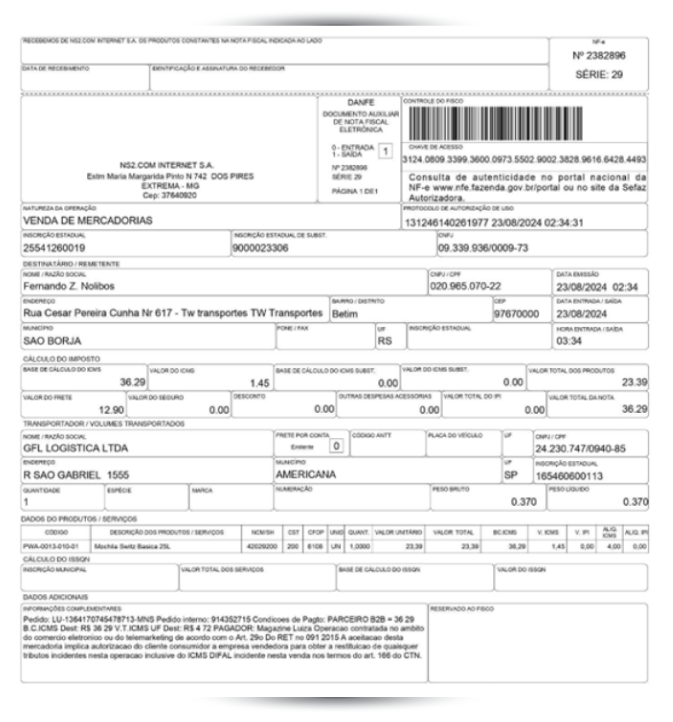 RECEBEMOS DE NS2.COM INTERNET S.A. OS PRODUTOS CONSTANTES NA NOTA FISCAL INDICADA AO LADO
NF-e
Nº 2382896
SÉRIE: 29
DATA DE RECEBIMENTO
IDENTIFICAÇÃO E ASSINATURA DO RECEBEDOR
NS2.COM INTERNET S.A.
Extm Maria Margarida Pinto N 742 DOS PIRES
EXTREMA - MG
Cep: 37640920
DANFE
DOCUMENTO AUXILIAR
DE NOTA FISCAL
ELETRÔNICA
0 - ENTRADA
1 - SAÍDA
1
Nº 2382896
SÉRIE 29
PÁGINA 1 DE1
CONTROLE DO FISCO
CHAVE DE ACESSO
3124.0809.3399.3600.0973.5502.9002.3828.9616.6428.4493
Consulta de autenticidade no portal nacional da
NF-e www.nfe.fazenda.gov.br/portal ou no site da Sefaz
Autorizadora.
NATUREZA DA OPERAÇÃO
VENDA DE MERCADORIAS
PROTOCOLO DE AUTORIZAÇÃO DE USO
131246140261977 23/08/2024 02:34:31
INSCRIÇÃO ESTADUAL
25541260019
INSCRIÇÃO ESTADUAL DE SUBST.
9000023306
CNPJ
09.339.936/0009-73
DESTINATÁRIO / REMETENTE
NOME / RAZÃO SOCIAL
Fernando Z. Nolibos
CNPJ / CPF
020.965.070-22
DATA EMISSÃO
23/08/2024 02:34
ENDEREÇO
Rua Cesar Pereira Cunha Nr 617 - Tw transportes TW Transportes
BAIRRO / DISTRITO
Betim
CEP
97670000
DATA ENTRADA / SAÍDA
23/08/2024
MUNICÍPIO
SAO BORJA
FONE / FAX
UF
RS
INSCRIÇÃO ESTADUAL
HORA ENTRADA / SAÍDA
03:34
CÁLCULO DO IMPOSTO
BASE DE CÁLCULO DO ICMS
36.29
VALOR DO ICMS
1.45
BASE DE CÁLCULO DO ICMS SUBST.
0.00
VALOR DO ICMS SUBST.
0.00
VALOR TOTAL DOS PRODUTOS
23.39
VALOR DO FRETE
12.90
VALOR DO SEGURO
0.00
DESCONTO
0.00
OUTRAS DESPESAS ACESSÓRIAS
0.00
VALOR TOTAL DO IPI
0.00
VALOR TOTAL DA NOTA
36.29
TRANSPORTADOR / VOLUMES TRANSPORTADOS
NOME / RAZÃO SOCIAL
GFL LOGISTICA LTDA
FRETE POR CONTA
Emitente
0
CÓDIGO ANTT
PLACA DO VEÍCULO
UF
CNPJ / CPF
24.230.747/0940-85
ENDEREÇO
R SAO GABRIEL 1555
MUNICÍPIO
AMERICANA
UF
SP
INSCRIÇÃO ESTADUAL
165460600113
QUANTIDADE
1
ESPÉCIE
MARCA
NUMERAÇÃO
PESO BRUTO
0.370
PESO LÍQUIDO
0.370
DADOS DO PRODUTOS / SERVIÇOS
CÓDIGO DESCRIÇÃO DOS PRODUTOS / SERVIÇOS NCM/SH CST CFOP UNID QUANT. VALOR UNITÁRIO VALOR TOTAL BC.ICMS V. ICMS V. IPI ALIQ. ICMS ALIQ. IPI
PWA-0013-010-01 Mochila Switz Basica 25L 42029200 200 6108 UN 1,0000 23,39 23,39 36,29 1,45 0,00 4,00 0,00
CÁLCULO DO ISSQN
INSCRIÇÃO MUNICIPAL
VALOR TOTAL DOS SERVIÇOS
BASE DE CÁLCULO DO ISSQN
VALOR DO ISSQN
DADOS ADICIONAIS
INFORMAÇÕES COMPLEMENTARES
RESERVADO AO FISCO
Pedido: LU-1364170745478713-MNS Pedido interno: 914352715 Condicoes de Pagto: PARCEIRO B2B = 36 29
B.C.ICMS Dest: R$ 36 29 V.T.ICMS UF Dest: R$ 4 72 PAGADOR: Magazine Luiza Operacao contratada no ambito
do comercio eletronico ou do telemarketing de acordo com o Art. 29o Do RET no 091 2015 A aceitacao desta
mercadoria implica autorizacao do cliente consumidor a empresa vendedora para obter a restituicao de quaisquer
tributos incidentes nesta operacao inclusive do ICMS DIFAL incidente nesta venda nos termos do art. 166 do CTN.